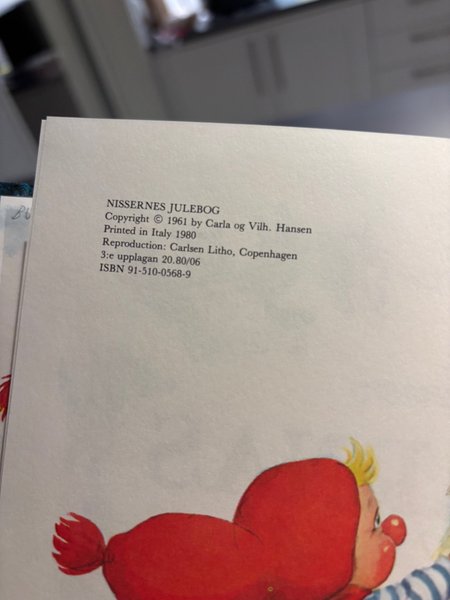 NISSERNES JULEBOG
Copyright © 1961 by Carla og Vilh. Hansen
Printed in Italy 1980
Reproduction: Carlsen Litho, Copenhagen
3:e upplagan 20.80/06
ISBN 91-510-0568-9